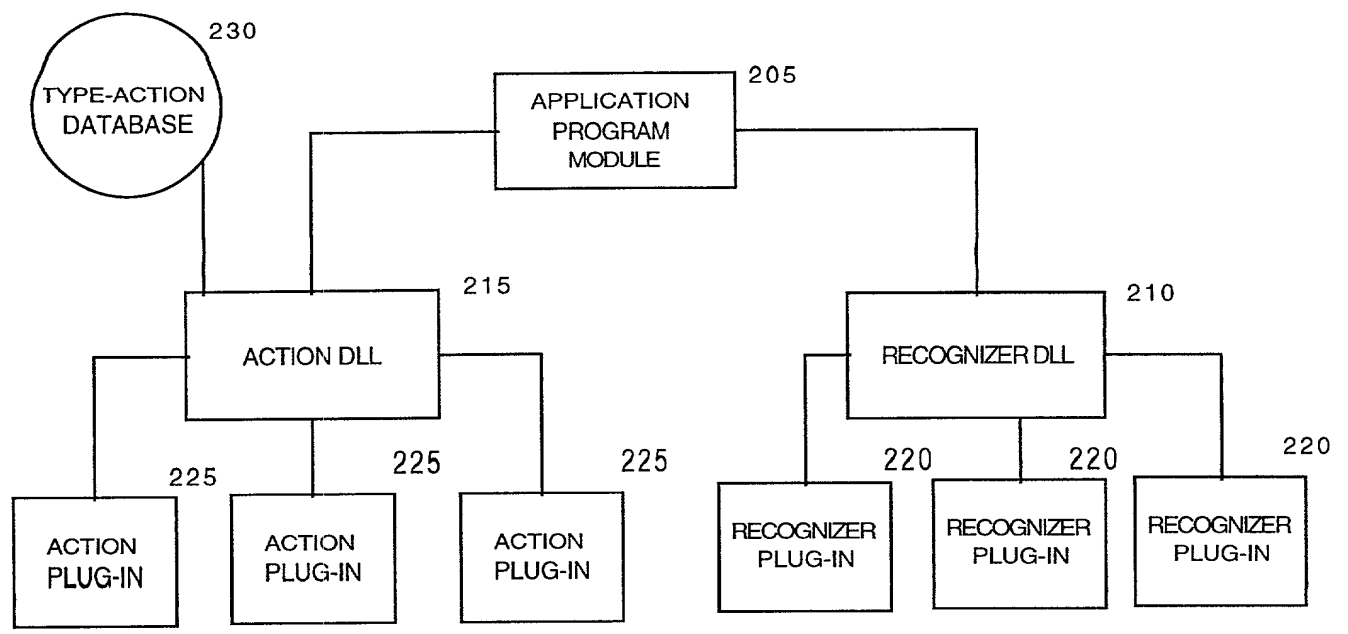 230
TYPE-ACTION
DATABASE
205
APPLICATION
PROGRAM
MODULE
215
ACTION DLL
210
RECOGNIZER DLL
225
ACTION
PLUG-IN
225
ACTION
PLUG-IN
225
ACTION
PLUG-IN
220
RECOGNIZER
PLUG-IN
220
RECOGNIZER
PLUG-IN
220
RECOGNIZER
PLUG-IN